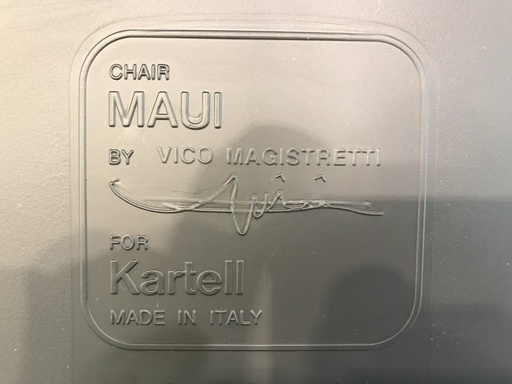 CHAIR
MAUI
BY VICO MAGISTRETTI
FOR
Kartell
MADE IN ITALY